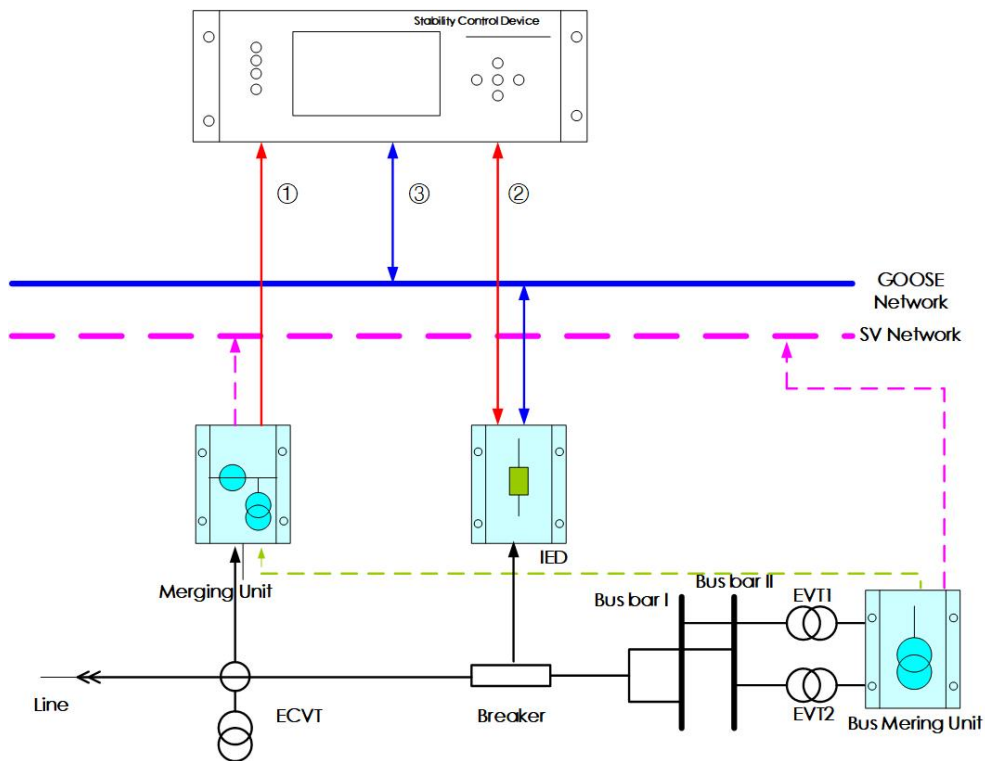 Stability Control Device
①
③
②
GOOSE
Network
SV Network
IED
Merging Unit
Bus bar I
Bus bar II
EVT1
Line
ECVT
Breaker
EVT2
Bus Mering Unit